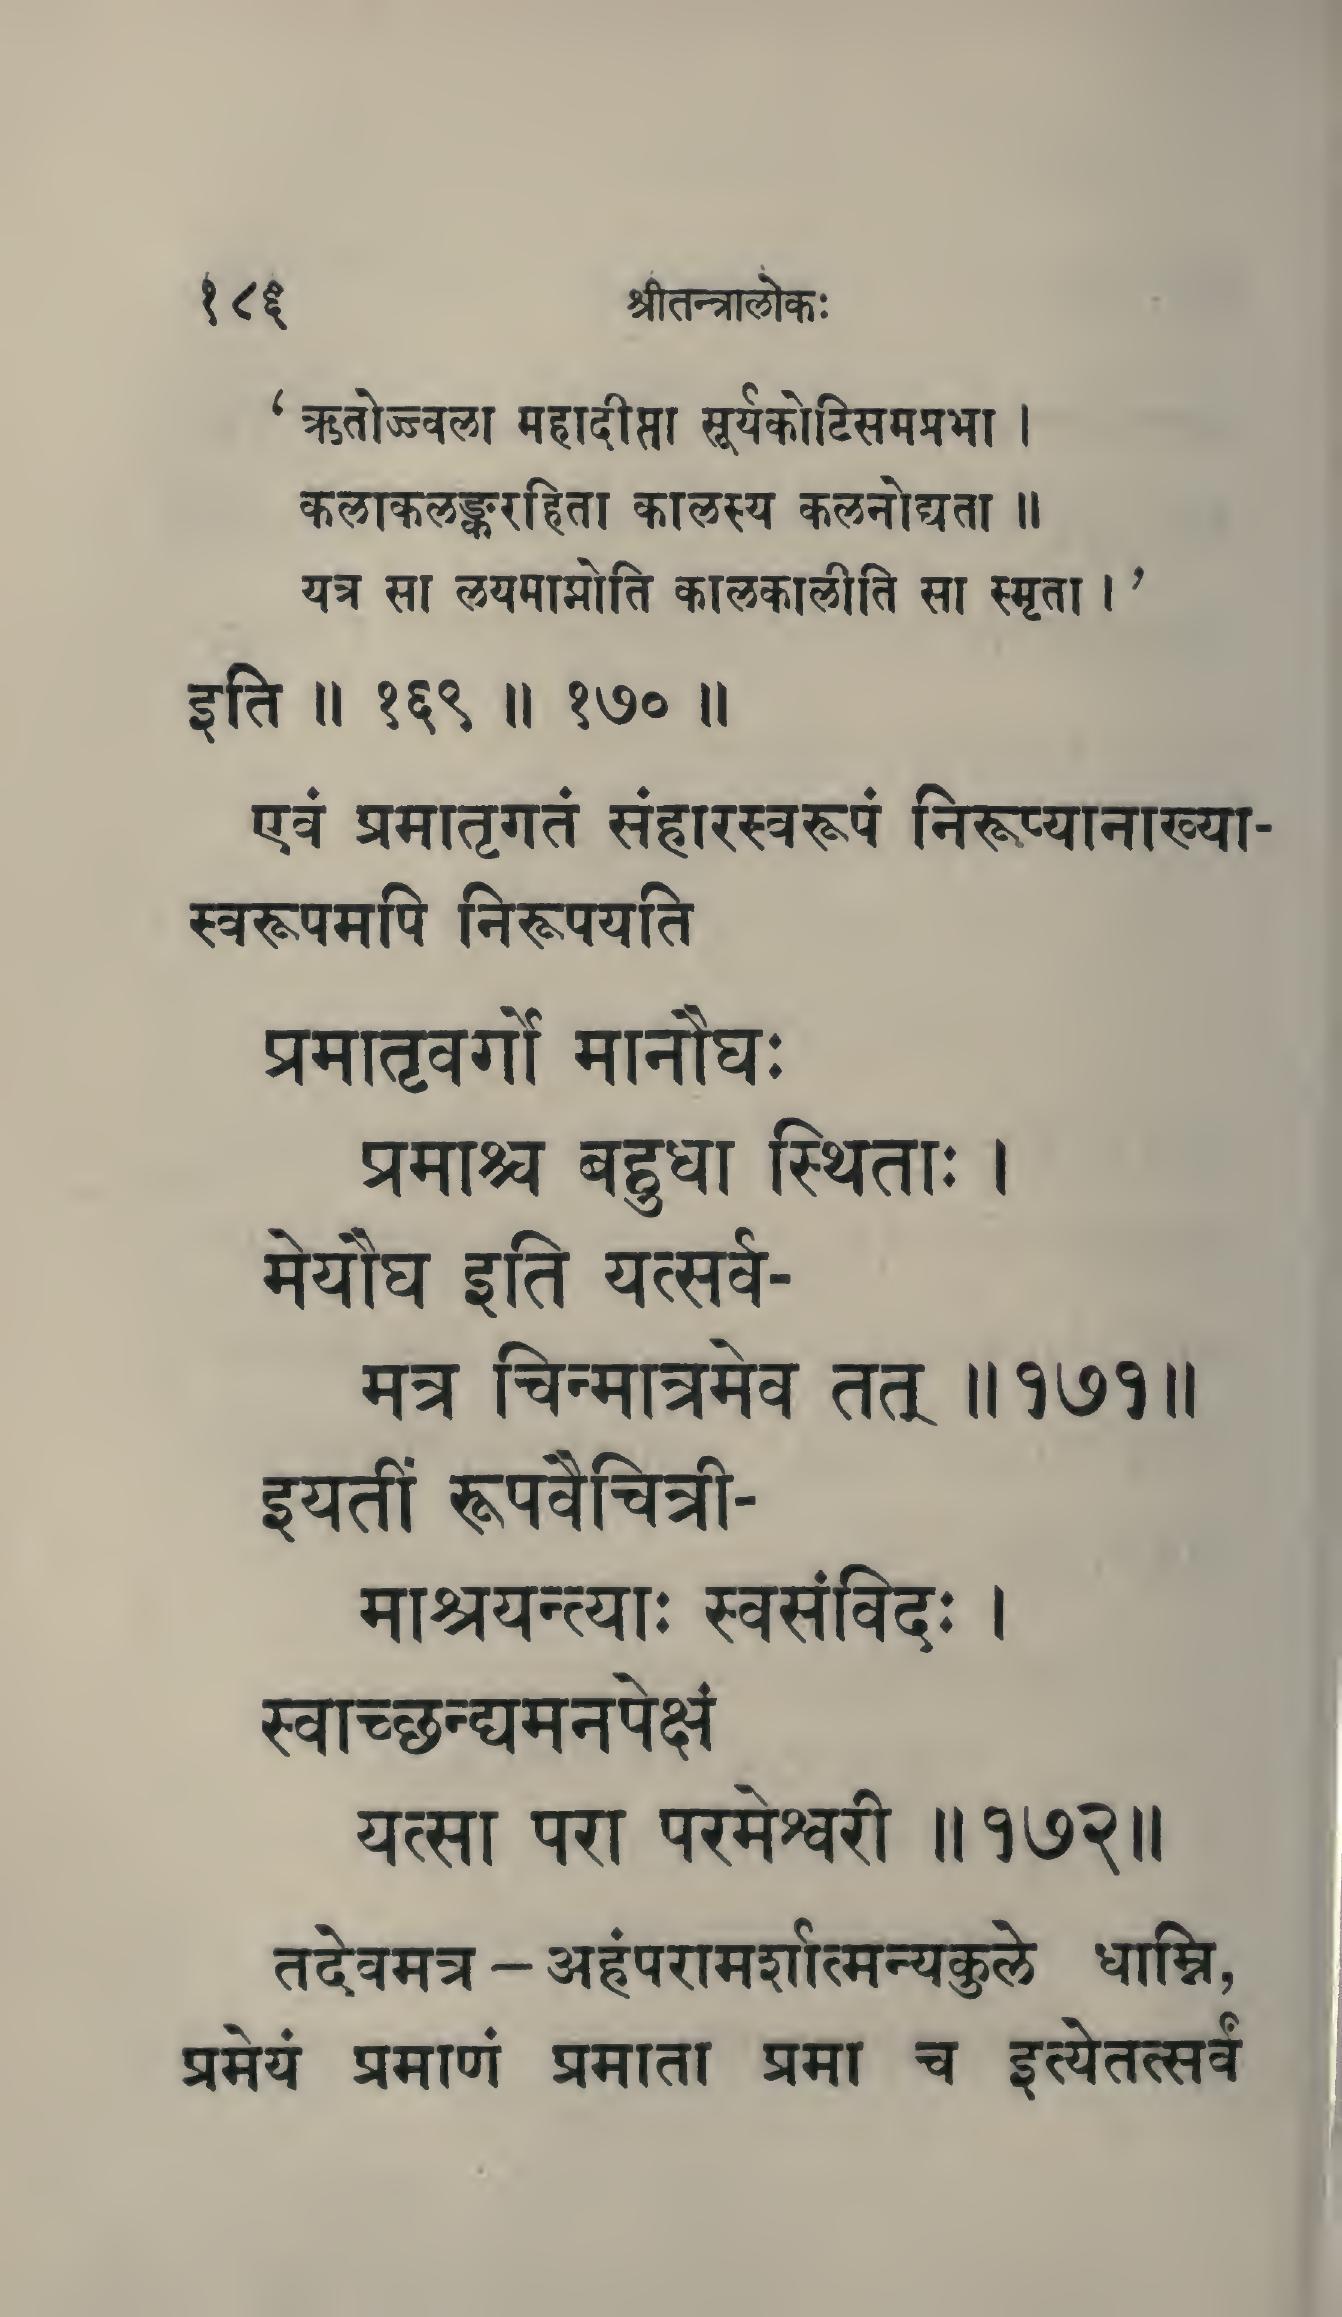 १८६ श्रीतन्त्रालोकः
‘ ऋतोज्ज्वला महादीप्ता सूर्यकोटिसमप्रभा ।
कलाकलङ्करहिता कालस्य कलनोद्यता ॥
यत्र सा लयमाप्नोति कालकालीति सा स्मृता । ’
इति ॥ १६९ ॥ १७० ॥
एवं प्रमातृगतं संहारस्वरूपं निरूप्यानाख्या-
स्वरूपमपि निरूपयति
प्रमातृवर्गो मानौघः
प्रमाश्च बहुधा स्थिताः ।
मेयौघ इति यत्सर्व-
मत्र चिन्मात्रमेव तत् ॥ १७१ ॥
इयतीं रूपवैचित्री-
माश्रयन्त्याः स्वसंविदः ।
स्वाच्छन्द्यमनपेक्षं
यत्सा परा परमेश्वरी ॥ १७२ ॥
तदेवमत्र – अहंपरामर्शात्मन्यकुले धाम्नि,
प्रमेयं प्रमाणं प्रमाता प्रमा च इत्येतत्सर्वं